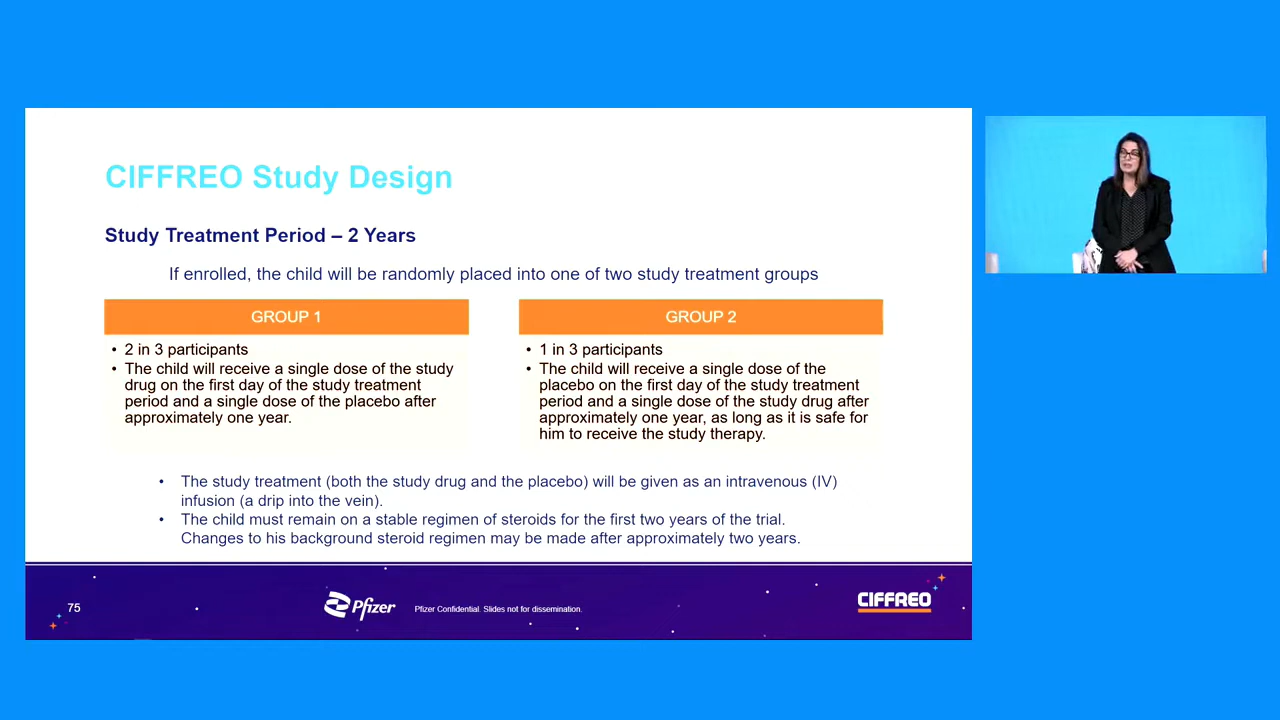 CIFFREO Study Design
Study Treatment Period – 2 Years
If enrolled, the child will be randomly placed into one of two study treatment groups
GROUP 1
• 2 in 3 participants
• The child will receive a single dose of the study
drug on the first day of the study treatment
period and a single dose of the placebo after
approximately one year.
GROUP 2
• 1 in 3 participants
• The child will receive a single dose of the
placebo on the first day of the study treatment
period and a single dose of the study drug after
approximately one year, as long as it is safe for
him to receive the study therapy.
• The study treatment (both the study drug and the placebo) will be given as an intravenous (IV)
infusion (a drip into the vein).
• The child must remain on a stable regimen of steroids for the first two years of the trial.
Changes to his background steroid regimen may be made after approximately two years.
75
Pfizer
Pfizer Confidential. Slides not for dissemination.
CIFFREO